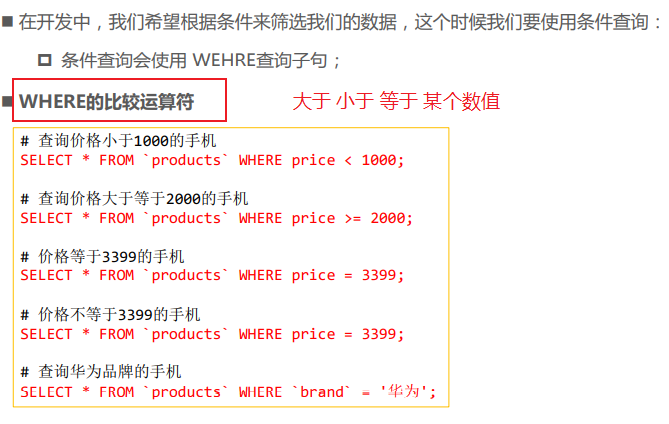 在开发中，我们希望根据条件来筛选我们的数据，这个时候我们要使用条件查询：
条件查询会使用 WEHRE查询子句；
WHERE的比较运算符 大于 小于 等于 某个数值
# 查询价格小于1000的手机
SELECT * FROM `products` WHERE price < 1000;
# 查询价格大于等于2000的手机
SELECT * FROM `products` WHERE price >= 2000;
# 价格等于3399的手机
SELECT * FROM `products` WHERE price = 3399;
# 价格不等于3399的手机
SELECT * FROM `products` WHERE price = 3399;
# 查询华为品牌的手机
SELECT * FROM `products` WHERE `brand` = '华为';